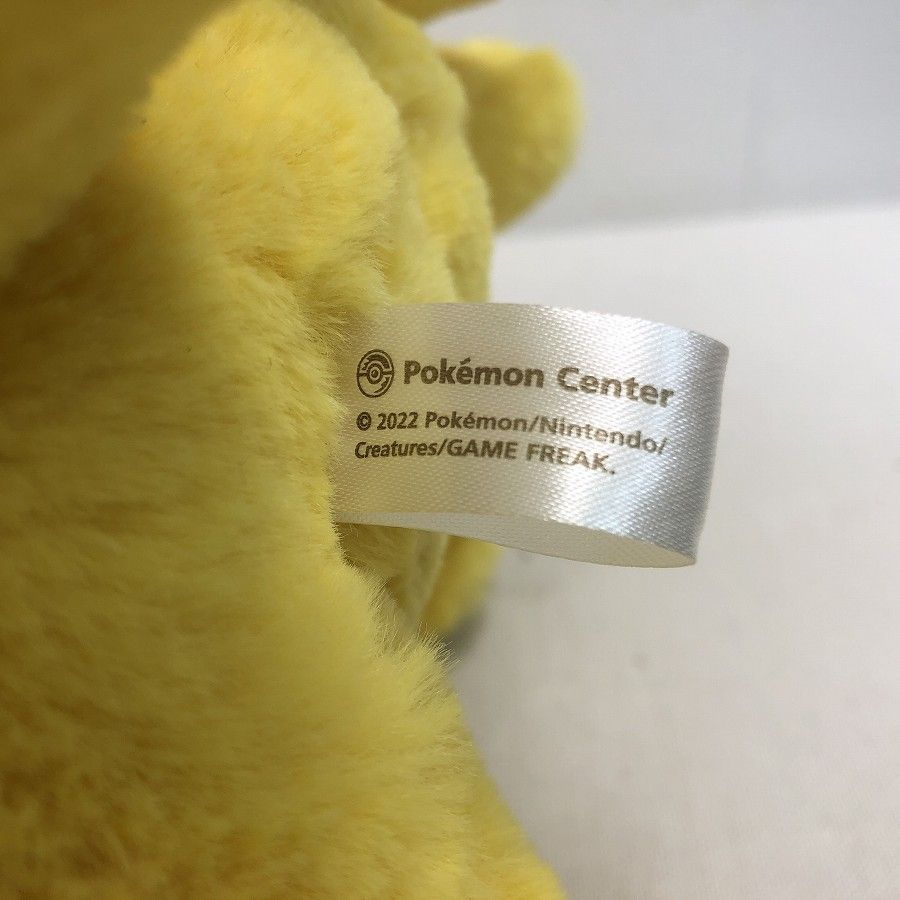 Pokémon Center
© 2022 Pokémon/Nintendo/
Creatures/GAME FREAK.